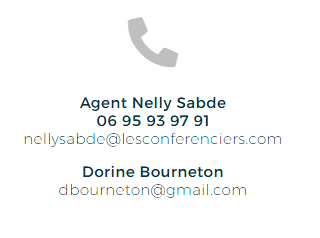 Agent Nelly Sabde
06 95 93 97 91
nellysabde@lesconferenciers.com
Dorine Bourneton
dbourneton@gmail.com